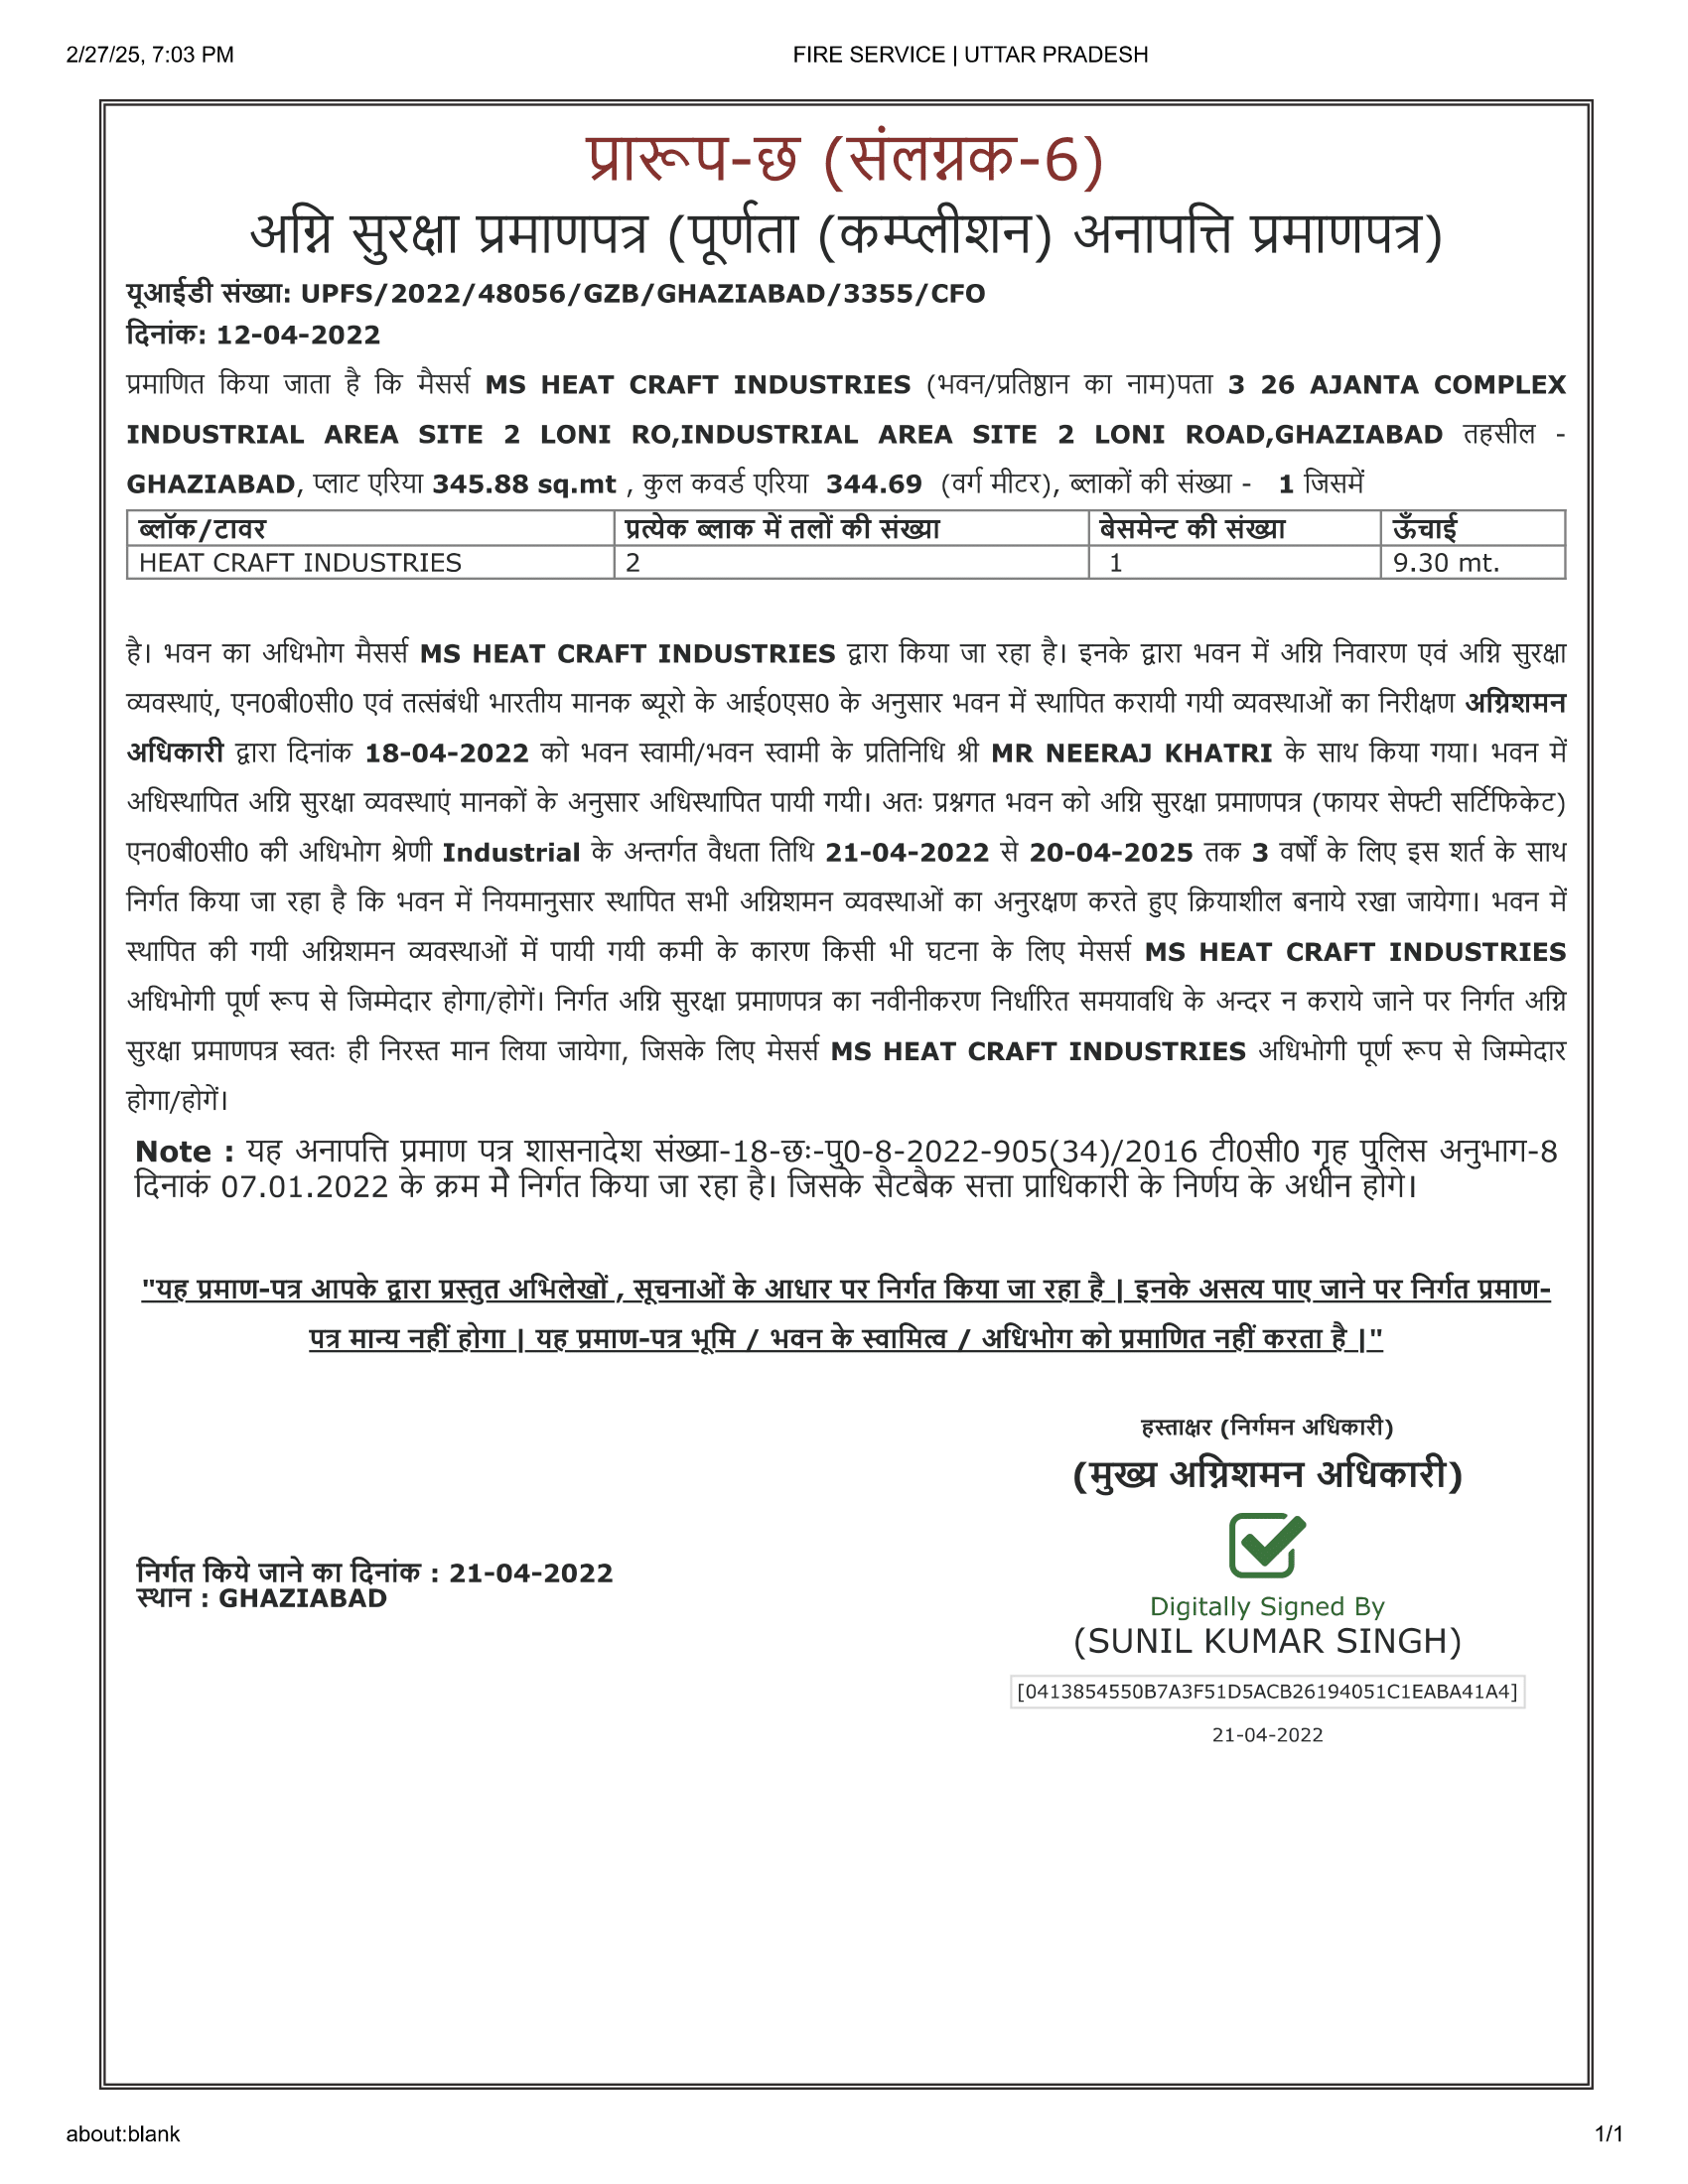 2/27/25, 7:03 PM FIRE SERVICE | UTTAR PRADESH
प्रारूप-छ (संलग्नक-6)
अग्नि सुरक्षा प्रमाणपत्र (पूर्णता (कम्प्लीशन) अनापत्ति प्रमाणपत्र)
यूआईडी संख्या: UPFS/2022/48056/GZB/GHAZIABAD/3355/CFO
दिनांक: 12-04-2022
प्रमाणित किया जाता है कि मैसर्स MS HEAT CRAFT INDUSTRIES (भवन/प्रतिष्ठान का नाम)पता 3 26 AJANTA COMPLEX
INDUSTRIAL AREA SITE 2 LONI RO,INDUSTRIAL AREA SITE 2 LONI ROAD,GHAZIABAD तहसील -
GHAZIABAD, प्लाट एरिया 345.88 sq.mt , कुल कवर्ड एरिया 344.69 (वर्ग मीटर), ब्लाकों की संख्या - 1 जिसमें
ब्लॉक/टावर प्रत्येक ब्लाक में तलों की संख्या बेसमेन्ट की संख्या ऊँचाई
HEAT CRAFT INDUSTRIES 2 1 9.30 mt.
है। भवन का अधिभोग मैसर्स MS HEAT CRAFT INDUSTRIES द्वारा किया जा रहा है। इनके द्वारा भवन में अग्नि निवारण एवं अग्नि सुरक्षा
व्यवस्थाएं, एन0बी0सी0 एवं तत्संबंधी भारतीय मानक ब्यूरो के आई0एस0 के अनुसार भवन में स्थापित करायी गयी व्यवस्थाओं का निरीक्षण अग्निशमन
अधिकारी द्वारा दिनांक 18-04-2022 को भवन स्वामी/भवन स्वामी के प्रतिनिधि श्री MR NEERAJ KHATRI के साथ किया गया। भवन में
अधिस्थापित अग्नि सुरक्षा व्यवस्थाएं मानकों के अनुसार अधिस्थापित पायी गयी। अतः प्रश्नगत भवन को अग्नि सुरक्षा प्रमाणपत्र (फायर सेफ्टी सर्टिफिकेट)
एन0बी0सी0 की अधिभोग श्रेणी Industrial के अन्तर्गत वैधता तिथि 21-04-2022 से 20-04-2025 तक 3 वर्षों के लिए इस शर्त के साथ
निर्गत किया जा रहा है कि भवन में नियमानुसार स्थापित सभी अग्निशमन व्यवस्थाओं का अनुरक्षण करते हुए क्रियाशील बनाये रखा जायेगा। भवन में
स्थापित की गयी अग्निशमन व्यवस्थाओं में पायी गयी कमी के कारण किसी भी घटना के लिए मेसर्स MS HEAT CRAFT INDUSTRIES
अधिभोगी पूर्ण रूप से जिम्मेदार होगा/होगें। निर्गत अग्नि सुरक्षा प्रमाणपत्र का नवीनीकरण निर्धारित समयावधि के अन्दर न कराये जाने पर निर्गत अग्नि
सुरक्षा प्रमाणपत्र स्वतः ही निरस्त मान लिया जायेगा, जिसके लिए मेसर्स MS HEAT CRAFT INDUSTRIES अधिभोगी पूर्ण रूप से जिम्मेदार
होगा/होगें।
Note : यह अनापत्ति प्रमाण पत्र शासनादेश संख्या-18-छः-पु0-8-2022-905(34)/2016 टी0सी0 गृह पुलिस अनुभाग-8
दिनाकं 07.01.2022 के क्रम मेे निर्गत किया जा रहा है। जिसके सैटबैक सत्ता प्राधिकारी के निर्णय के अधीन होगे।
"यह प्रमाण-पत्र आपके द्वारा प्रस्तुत अभिलेखों , सूचनाओं के आधार पर निर्गत किया जा रहा है | इनके असत्य पाए जाने पर निर्गत प्रमाण-
पत्र मान्य नहीं होगा | यह प्रमाण-पत्र भूमि / भवन के स्वामित्व / अधिभोग को प्रमाणित नहीं करता है |"
हस्ताक्षर (निर्गमन अधिकारी)
(मुख्य अग्निशमन अधिकारी)
निर्गत किये जाने का दिनांक : 21-04-2022
स्थान : GHAZIABAD
Digitally Signed By
(SUNIL KUMAR SINGH)
[0413854550B7A3F51D5ACB26194051C1EABA41A4]
21-04-2022
about:blank 1/1